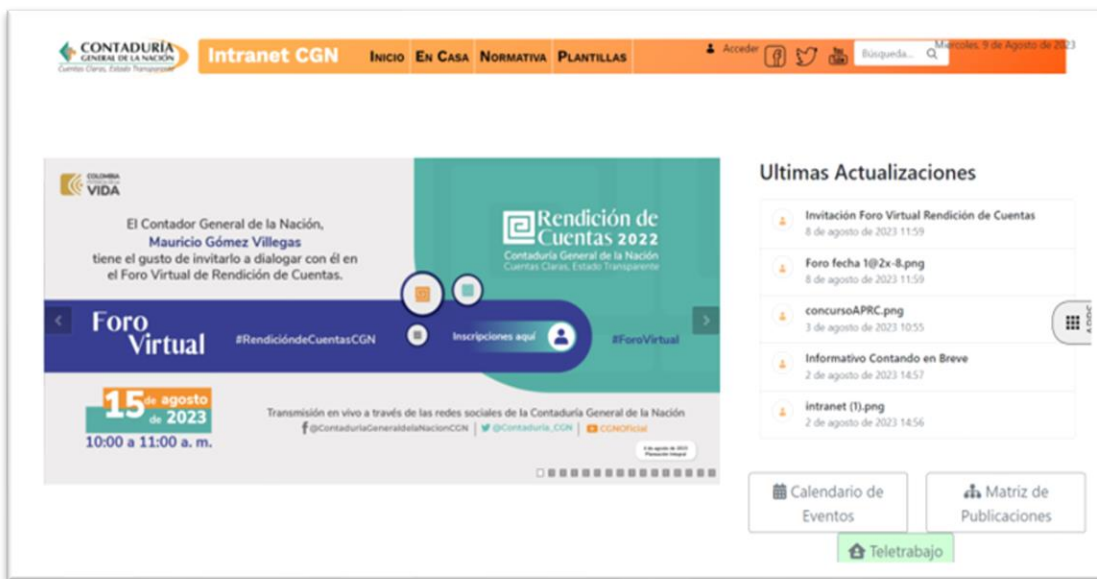 CONTADURÍA
GENERAL DE LA NACIÓN
Cuentas Claras, Estado Transparente
Intranet CGN
INICIO EN CASA NORMATIVA PLANTILLAS
Acceder
Búsqueda...
Miércoles, 9 de Agosto de 2023
COLOMBIA
VIDA
El Contador General de la Nación,
Mauricio Gómez Villegas
tiene el gusto de invitarlo a dialogar con él en
el Foro Virtual de Rendición de Cuentas.
Rendición de
Cuentas 2022
Contaduría General de la Nación
Cuentas Claras, Estado Transparente
Foro
Virtual
#RendicióndeCuentasCGN
Inscripciones aquí
#ForoVirtual
15 de agosto
de 2023
10:00 a 11:00 a. m.
Transmisión en vivo a través de las redes sociales de la Contaduría General de la Nación
@ContaduriaGeneraldelaNacionCGN @Contaduria_CGN CGNOficial
Planeación Integral
Ultimas Actualizaciones
Invitación Foro Virtual Rendición de Cuentas
8 de agosto de 2023 11:59
Foro fecha 1@2x-8.png
8 de agosto de 2023 11:59
concursoAPRC.png
3 de agosto de 2023 10:55
Informativo Contando en Breve
2 de agosto de 2023 14:57
intranet (1).png
2 de agosto de 2023 14:56
Calendario de
Eventos
Matriz de
Publicaciones
Teletrabajo